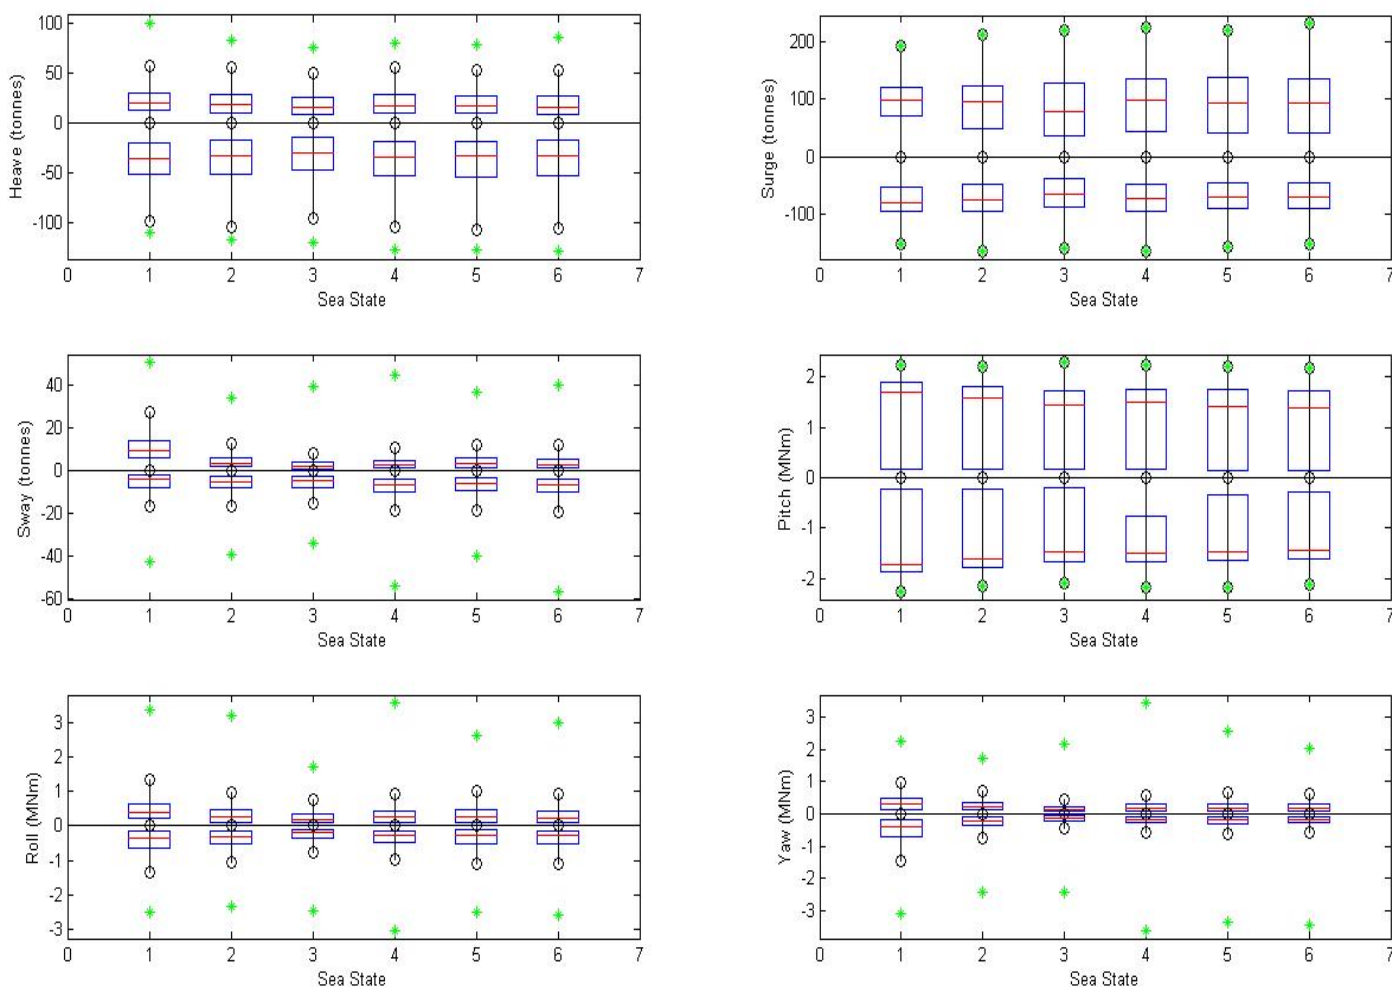 Heave (tonnes)
100
50
0
-50
-100
0 1 2 3 4 5 6 7
Sea State
Surge (tonnes)
200
100
0
-100
0 1 2 3 4 5 6 7
Sea State
Sway (tonnes)
40
20
0
-20
-40
-60
0 1 2 3 4 5 6 7
Sea State
Pitch (MNm)
2
1
0
-1
-2
0 1 2 3 4 5 6 7
Sea State
Roll (MNm)
3
2
1
0
-1
-2
-3
0 1 2 3 4 5 6 7
Sea State
Yaw (MNm)
3
2
1
0
-1
-2
-3
0 1 2 3 4 5 6 7
Sea State